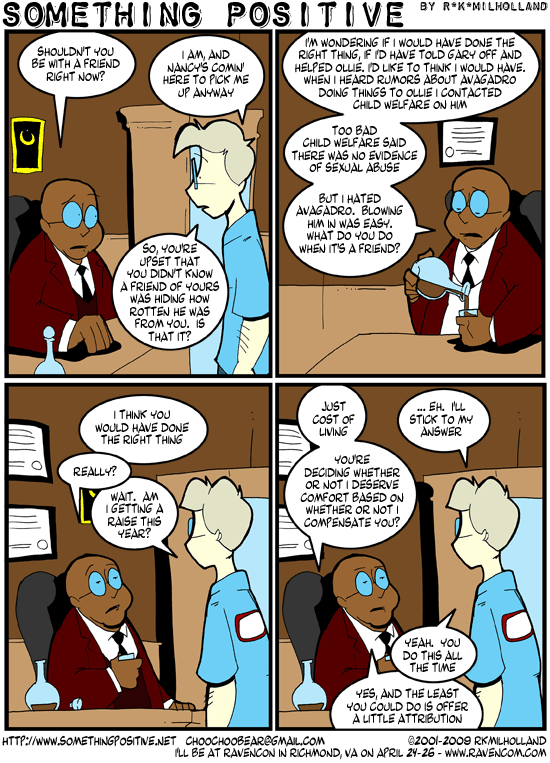 SOMETHING POSITIVE BY R*K*MILHOLLAND
SHOULDN'T YOU
BE WITH A FRIEND
RIGHT NOW?
I AM, AND
NANCY'S COMIN'
HERE TO PICK ME
UP ANYWAY
SO, YOU'RE
UPSET THAT
YOU DIDN'T KNOW
A FRIEND OF YOURS
WAS HIDING HOW
ROTTEN HE WAS
FROM YOU. IS
THAT IT?
I'M WONDERING IF I WOULD HAVE DONE THE
RIGHT THING, IF I'D HAVE TOLD GARY OFF AND
HELPED OLLIE. I'D LIKE TO THINK I WOULD HAVE.
WHEN I HEARD RUMORS ABOUT AVAGADRO
DOING THINGS TO OLLIE I CONTACTED
CHILD WELFARE ON HIM
TOO BAD
CHILD WELFARE SAID
THERE WAS NO EVIDENCE
OF SEXUAL ABUSE
BUT I HATED
AVAGADRO. BLOWING
HIM IN WAS EASY.
WHAT DO YOU DO
WHEN IT'S A FRIEND?
I THINK YOU
WOULD HAVE DONE
THE RIGHT THING
REALLY?
WAIT. AM
I GETTING A
RAISE THIS
YEAR?
JUST
COST OF
LIVING
... EH. I'LL
STICK TO MY
ANSWER
YOU'RE
DECIDING WHETHER
OR NOT I DESERVE
COMFORT BASED ON
WHETHER OR NOT I
COMPENSATE YOU?
YEAH. YOU
DO THIS ALL
THE TIME
YES, AND THE LEAST
YOU COULD DO IS OFFER
A LITTLE ATTRIBUTION
HTTP://WWW.SOMETHINGPOSITIVE.NET CHOOCHOOBEAR@GMAIL.COM ©2001-2009 RKMILHOLLAND
I'LL BE AT RAVENCON IN RICHMOND, VA ON APRIL 24-26 - WWW.RAVENCOM.COM